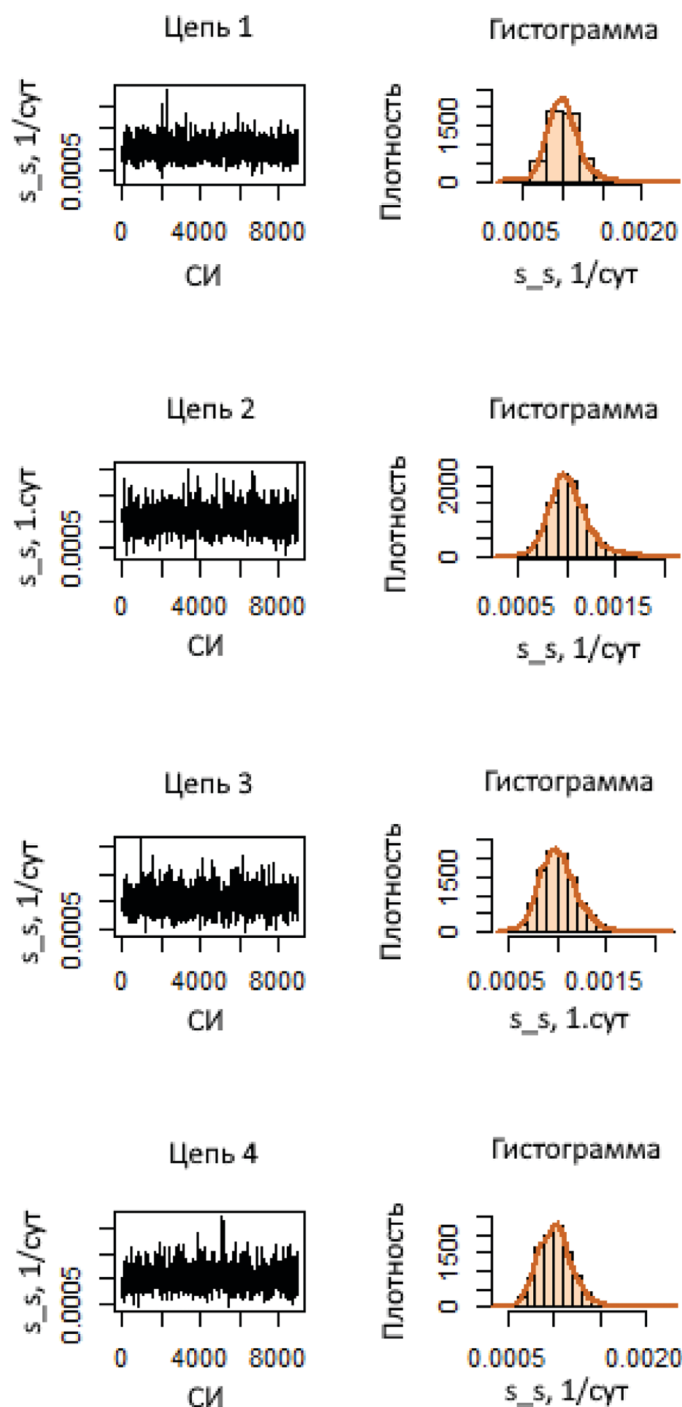 Цепь 1
Гистограмма
s_s, 1/сут
0.0005
0 4000 8000
СИ
Плотность
0 1500
0.0005 0.0020
s_s, 1/сут
Цепь 2
Гистограмма
s_s, 1.сут
0.0005
0 4000 8000
СИ
Плотность
0 2000
0.0005 0.0015
s_s, 1/сут
Цепь 3
Гистограмма
s_s, 1/сут
0.0005
0 4000 8000
СИ
Плотность
0 1500
0.0005 0.0015
s_s, 1.сут
Цепь 4
Гистограмма
s_s, 1/сут
0.0005
0 4000 8000
СИ
Плотность
0 1500
0.0005 0.0020
s_s, 1/сут